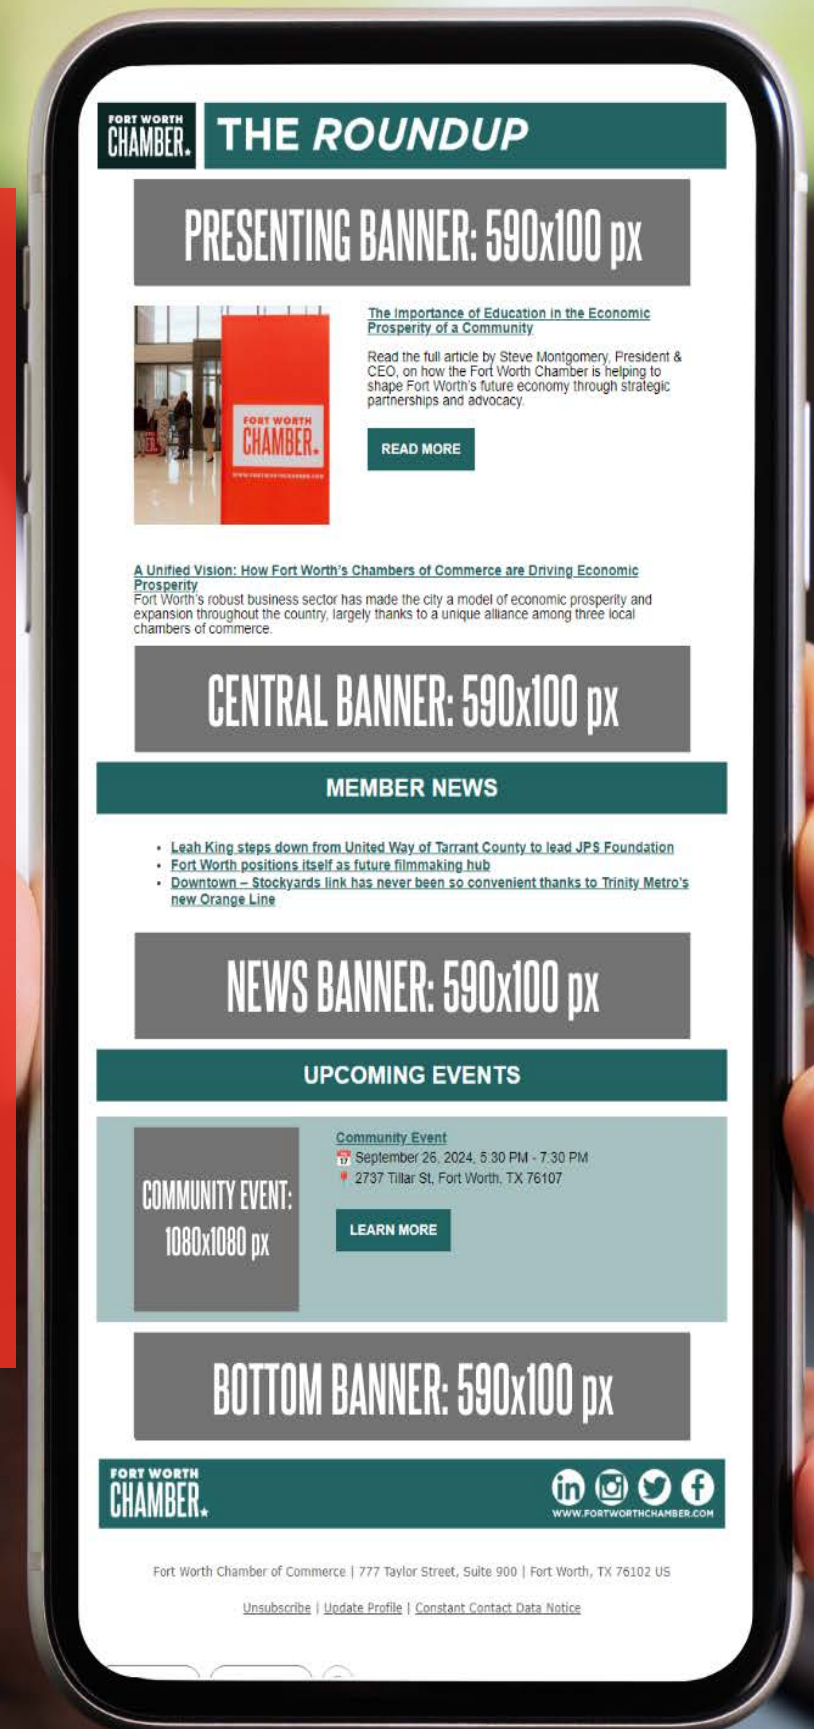 FORT WORTH
CHAMBER.
THE ROUNDUP
PRESENTING BANNER: 590x100 px
The Importance of Education in the Economic
Prosperity of a Community
Read the full article by Steve Montgomery, President &
CEO, on how the Fort Worth Chamber is helping to
shape Fort Worth's future economy through strategic
partnerships and advocacy.
READ MORE
FORT WORTH
CHAMBER.
WWW.FORTWORTHCHAMBER.COM
A Unified Vision: How Fort Worth's Chambers of Commerce are Driving Economic
Prosperity
Fort Worth's robust business sector has made the city a model of economic prosperity and
expansion throughout the country, largely thanks to a unique alliance among three local
chambers of commerce.
CENTRAL BANNER: 590x100 px
MEMBER NEWS
• Leah King steps down from United Way of Tarrant County to lead JPS Foundation
• Fort Worth positions itself as future filmmaking hub
• Downtown – Stockyards link has never been so convenient thanks to Trinity Metro's
new Orange Line
NEWS BANNER: 590x100 px
UPCOMING EVENTS
COMMUNITY EVENT:
1080x1080 px
Community Event
September 26, 2024, 5:30 PM - 7:30 PM
2737 Tillar St, Fort Worth, TX 76107
LEARN MORE
BOTTOM BANNER: 590x100 px
FORT WORTH
CHAMBER.
in
f
WWW.FORTWORTHCHAMBER.COM
Fort Worth Chamber of Commerce | 777 Taylor Street, Suite 900 | Fort Worth, TX 76102 US
Unsubscribe | Update Profile | Constant Contact Data Notice